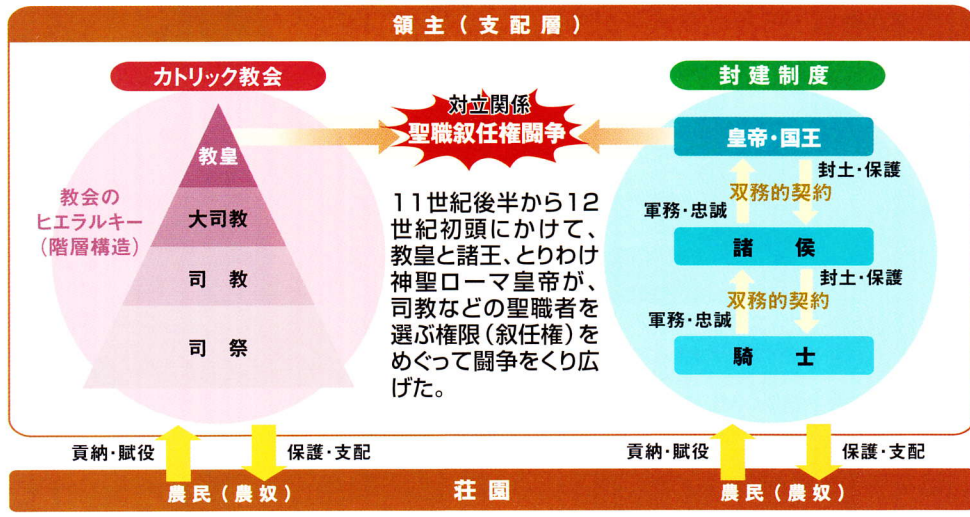 領主(支配層)
カトリック教会
封建制度
対立関係
聖職叙任権闘争
教皇
大司教
司教
司祭
教会の
ヒエラルキー
(階層構造)
11世紀後半から12
世紀初頭にかけて、
教皇と諸王、とりわけ
神聖ローマ皇帝が、
司教などの聖職者を
選ぶ権限(叙任権)を
めぐって闘争をくり広
げた。
皇帝・国王
封土・保護
双務的契約
軍務・忠誠
諸侯
封土・保護
双務的契約
軍務・忠誠
騎士
貢納・賦役
保護・支配
貢納・賦役
保護・支配
農民(農奴)
荘園
農民(農奴)